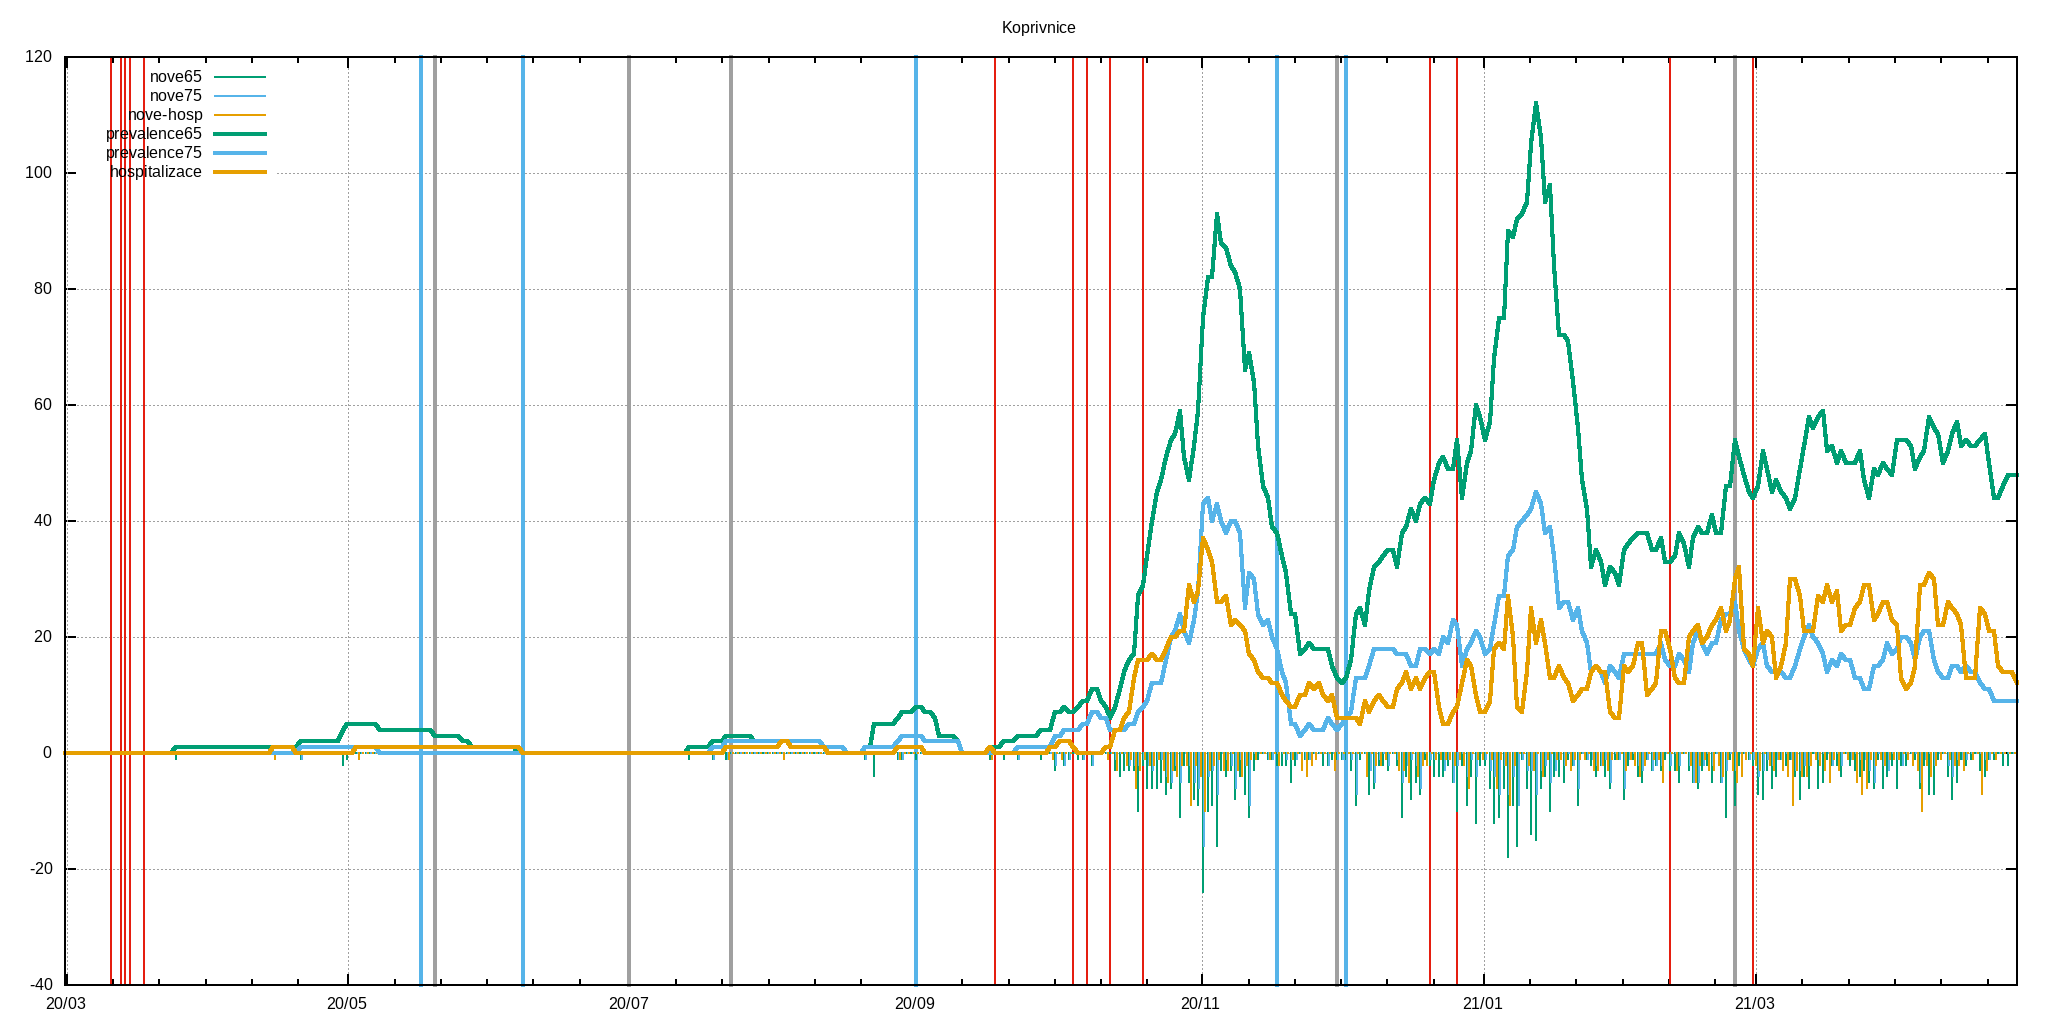 Koprivnice
120
100
80
60
40
20
0
-20
-40
nove65
nove75
nove-hosp
prevalence65
prevalence75
hospitalizace
20/03 20/05 20/07 20/09 20/11 21/01 21/03